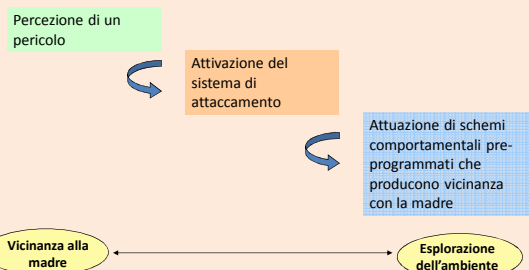 Percezione di un
pericolo
Attivazione del
sistema di
attaccamento
Attuazione di schemi
comportamentali pre-
programmati che
producono vicinanza
con la madre
Vicinanza alla
madre
Esplorazione
dell'ambiente